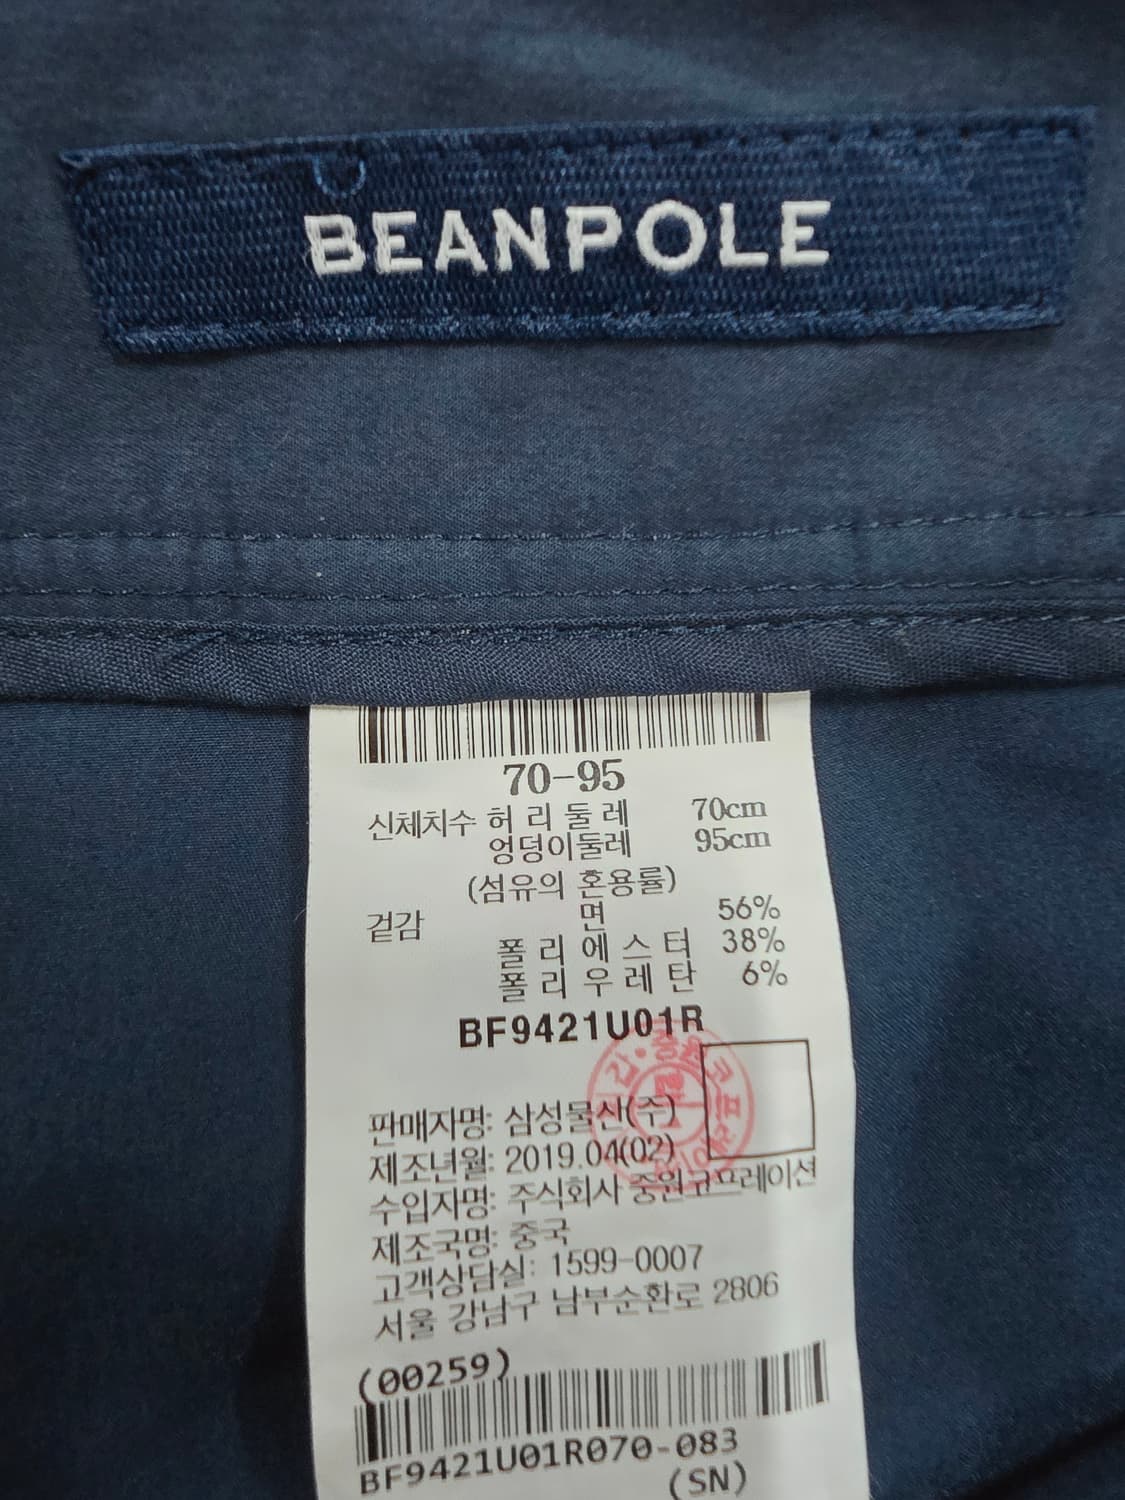 BEANPOLE
70-95
신체치수 허리둘레 70cm
엉덩이둘레 95cm
(섬유의 혼용률)
겉감 면 56%
폴리에스터 38%
폴리우레탄 6%
BF9421U01R
판매자명: 삼성물산(주)
제조년월: 2019.04(02)
수입자명: 주식회사 중원코프레이션
제조국명: 중국
고객상담실: 1599-0007
서울 강남구 남부순환로 2806
(00259)
BF9421U01R070-083
(SN)